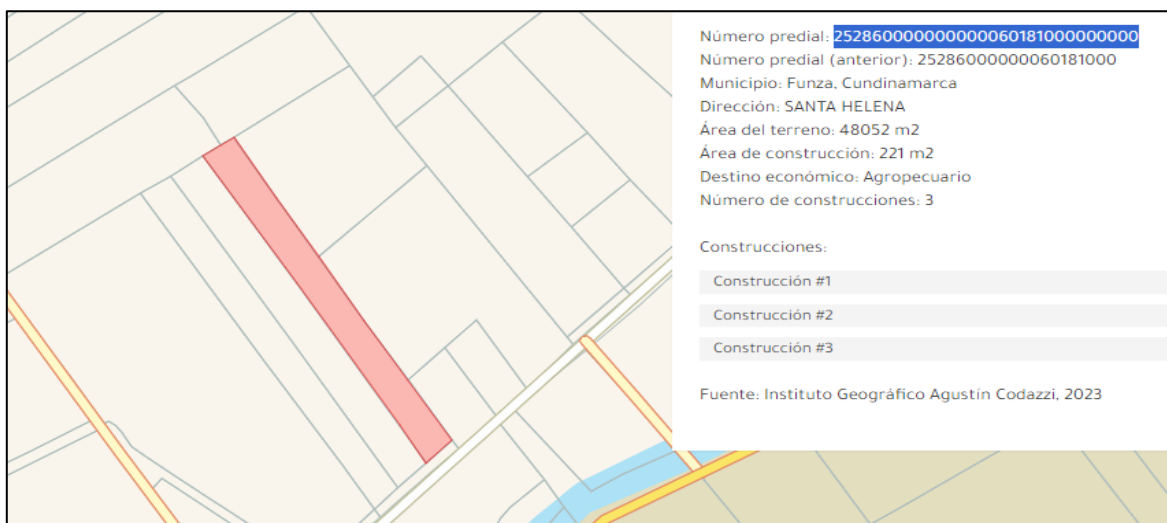 Número predial: 252860000000000060181000000000
Número predial (anterior): 25286000000060181000
Municipio: Funza, Cundinamarca
Dirección: SANTA HELENA
Área del terreno: 48052 m2
Área de construcción: 221 m2
Destino económico: Agropecuario
Número de construcciones: 3
Construcciones:
Construcción #1
Construcción #2
Construcción #3
Fuente: Instituto Geográfico Agustín Codazzi, 2023